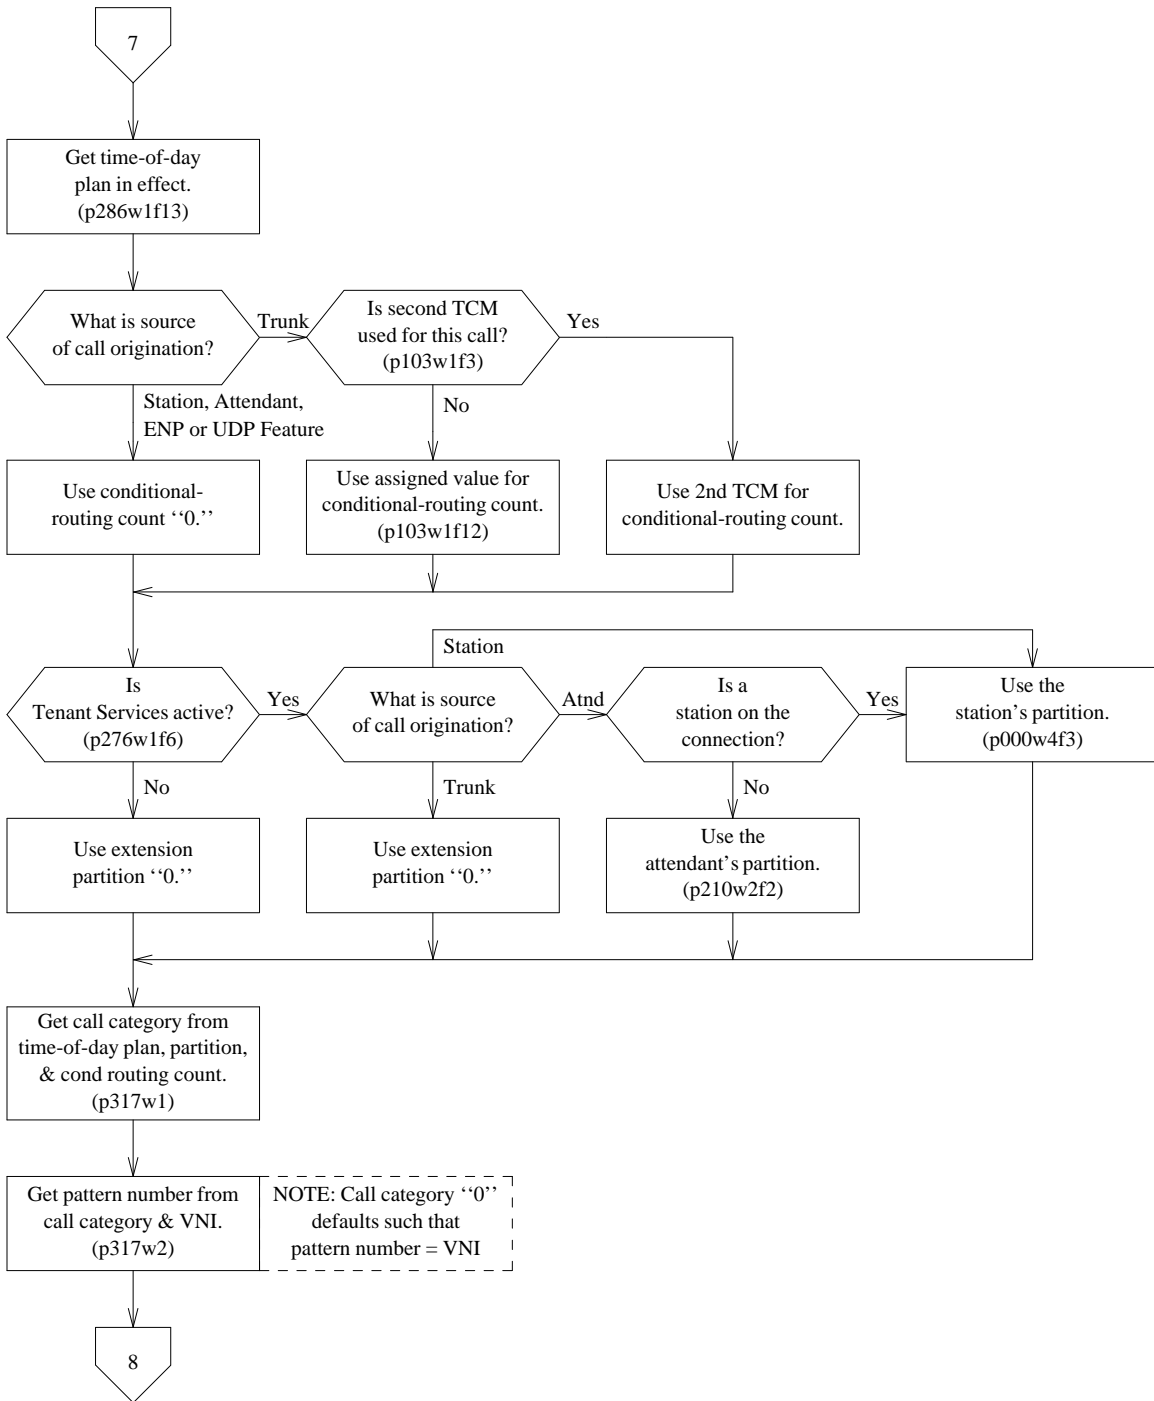 7
Get time-of-day
plan in effect.
(p286w1f13)
What is source
of call origination?
Trunk
Is second TCM
used for this call?
(p103w1f3)
Yes
Station, Attendant,
ENP or UDP Feature
No
Use conditional-
routing count ‘‘0.’’
Use assigned value for
conditional-routing count.
(p103w1f12)
Use 2nd TCM for
conditional-routing count.
Station
Is
Tenant Services active?
(p276w1f6)
Yes
What is source
of call origination?
Atnd
Is a
station on the
connection?
Yes
Use the
station’s partition.
(p000w4f3)
No
Trunk
No
Use extension
partition ‘‘0.’’
Use extension
partition ‘‘0.’’
Use the
attendant’s partition.
(p210w2f2)
Get call category from
time-of-day plan, partition,
& cond routing count.
(p317w1)
Get pattern number from
call category & VNI.
(p317w2)
NOTE: Call category ‘‘0’’
defaults such that
pattern number = VNI
8